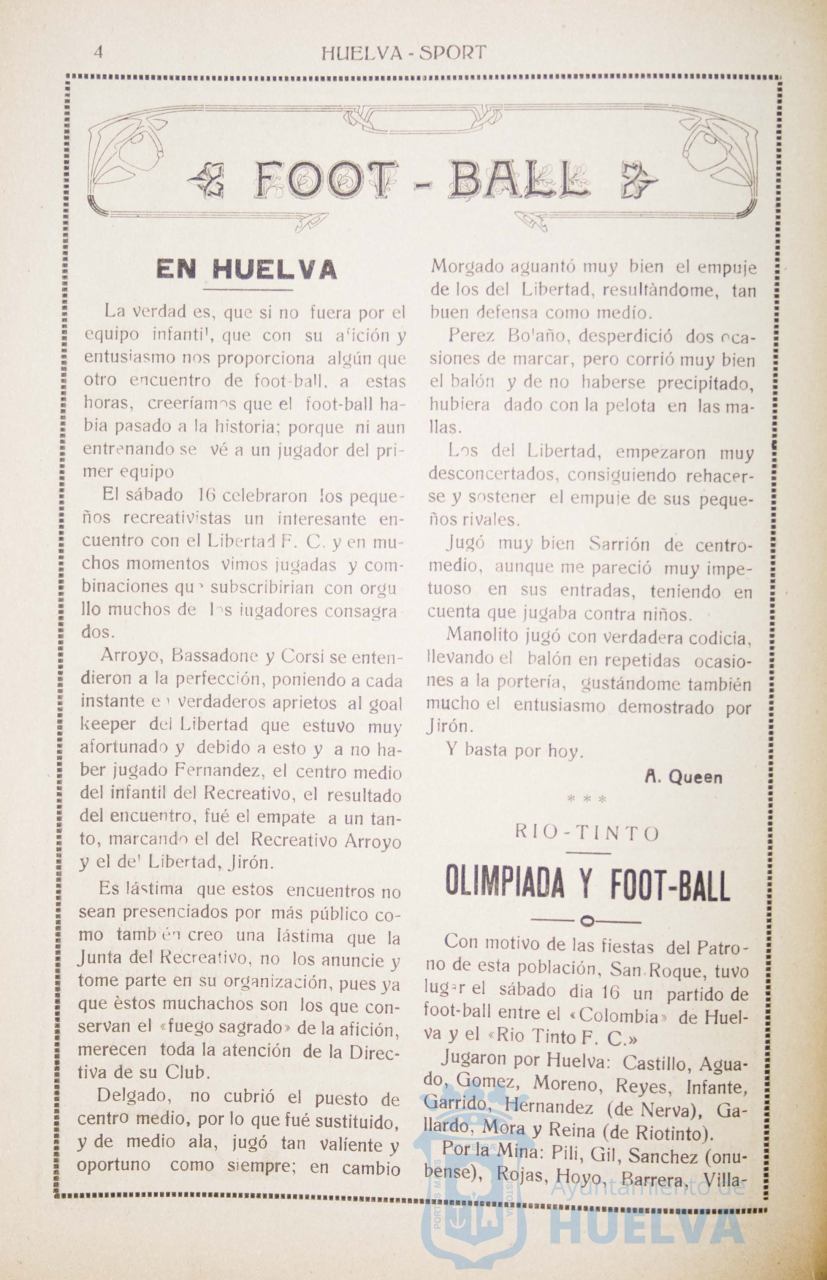 4
HUELVA - SPORT
FOOT - BALL
EN HUELVA
La verdad es, que si no fuera por el
equipo infanti', que con su a'ición y
entusiasmo nos proporciona algún que
otro encuentro de foot-ball, a estas
horas, creeríamos que el foot-ball ha-
bia pasado a la historia; porque ni aun
entrenando se vé a un jugador del pri-
mer equipo
El sábado 16 celebraron los peque-
ños recreativistas un interesante en-
cuentro con el Libertad F. C. y en mu-
chos momentos vimos jugadas y com-
binaciones qu' subscribirian con orgu
llo muchos de los jugadores consagra
dos.
Arroyo, Bassadone y Corsi se enten-
dieron a la perfección, poniendo a cada
instante e verdaderos aprietos al goal
keeper del Libertad que estuvo muy
afortunado y debido a esto y a no ha-
ber jugado Fernandez, el centro medio
del infantil del Recreativo, el resultado
del encuentro, fué el empate a un tan-
to, marcando el del Recreativo Arroyo
y el de' Libertad, Jirón.
Es lástima que estos encuentros no
sean presenciados por más público co-
mo también creo una lástima que la
Junta del Recreativo, no los anuncie y
tome parte en su organización, pues ya
que èstos muchachos son los que con-
servan el «fuego sagrado» de la afición,
merecen toda la atención de la Direc-
tiva de su Club.
Delgado, no cubrió el puesto de
centro medio, por lo que fué sustituido,
y de medio ala, jugó tan valiente y
oportuno como siempre; en cambio
Morgado aguantó muy bien el empuje
de los del Libertad, resultàndome, tan
buen defensa como medio.
Perez Bo'año, desperdició dos oca-
siones de marcar, pero corrió muy bien
el balón y de no haberse precipitado,
hubiera dado con la pelota en las ma-
llas.
Los del Libertad, empezaron muy
desconcertados, consiguiendo rehacer-
se y sostener el empuje de sus peque-
ños rivales.
Jugó muy bien Sarrión de centro-
medio, aunque me pareció muy impe-
tuoso en sus entradas, teniendo en
cuenta que jugaba contra niños.
Manolito jugó con verdadera codicia,
llevando el balón en repetidas ocasio-
nes a la portería, gustándome también
mucho el entusiasmo demostrado por
Jirón.
Y basta por hoy.
A. Queen
* * *
RIO-TINTO
OLIMPIADA Y FOOT-BALL
Con motivo de las fiestas del Patro-
no de esta población, San Roque, tuvo
lugar el sábado dia 16 un partido de
foot-ball entre el «Colombia» de Huel-
va y el «Rio Tinto F. C.»
Jugaron por Huelva: Castillo, Agua-
do, Gomez, Moreno, Reyes, Infante,
Garrido, Hernandez (de Nerva), Ga-
llardo, Mora y Reina (de Riotinto).
Por la Mina: Pili, Gil, Sanchez (onu-
bense), Rojas, Hoyo, Barrera, Villa-
Ayuntamiento de
HUELVA